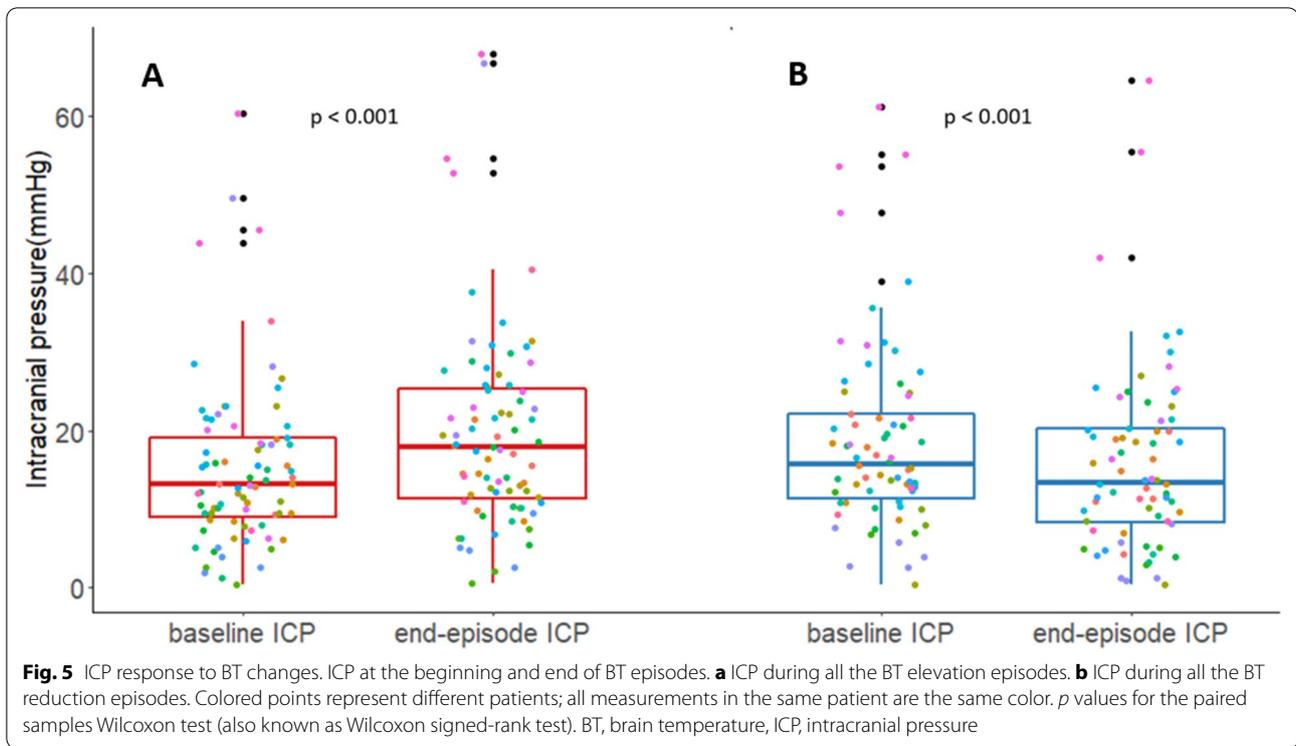 A
B
p < 0.001
p < 0.001
Intracranial pressure(mmHg)
60
40
20
0
baseline ICP
end-episode ICP
baseline ICP
end-episode ICP
Fig. 5 ICP response to BT changes. ICP at the beginning and end of BT episodes. a ICP during all the BT elevation episodes. b ICP during all the BT
reduction episodes. Colored points represent different patients; all measurements in the same patient are the same color. p values for the paired
samples Wilcoxon test (also known as Wilcoxon signed-rank test). BT, brain temperature, ICP, intracranial pressure